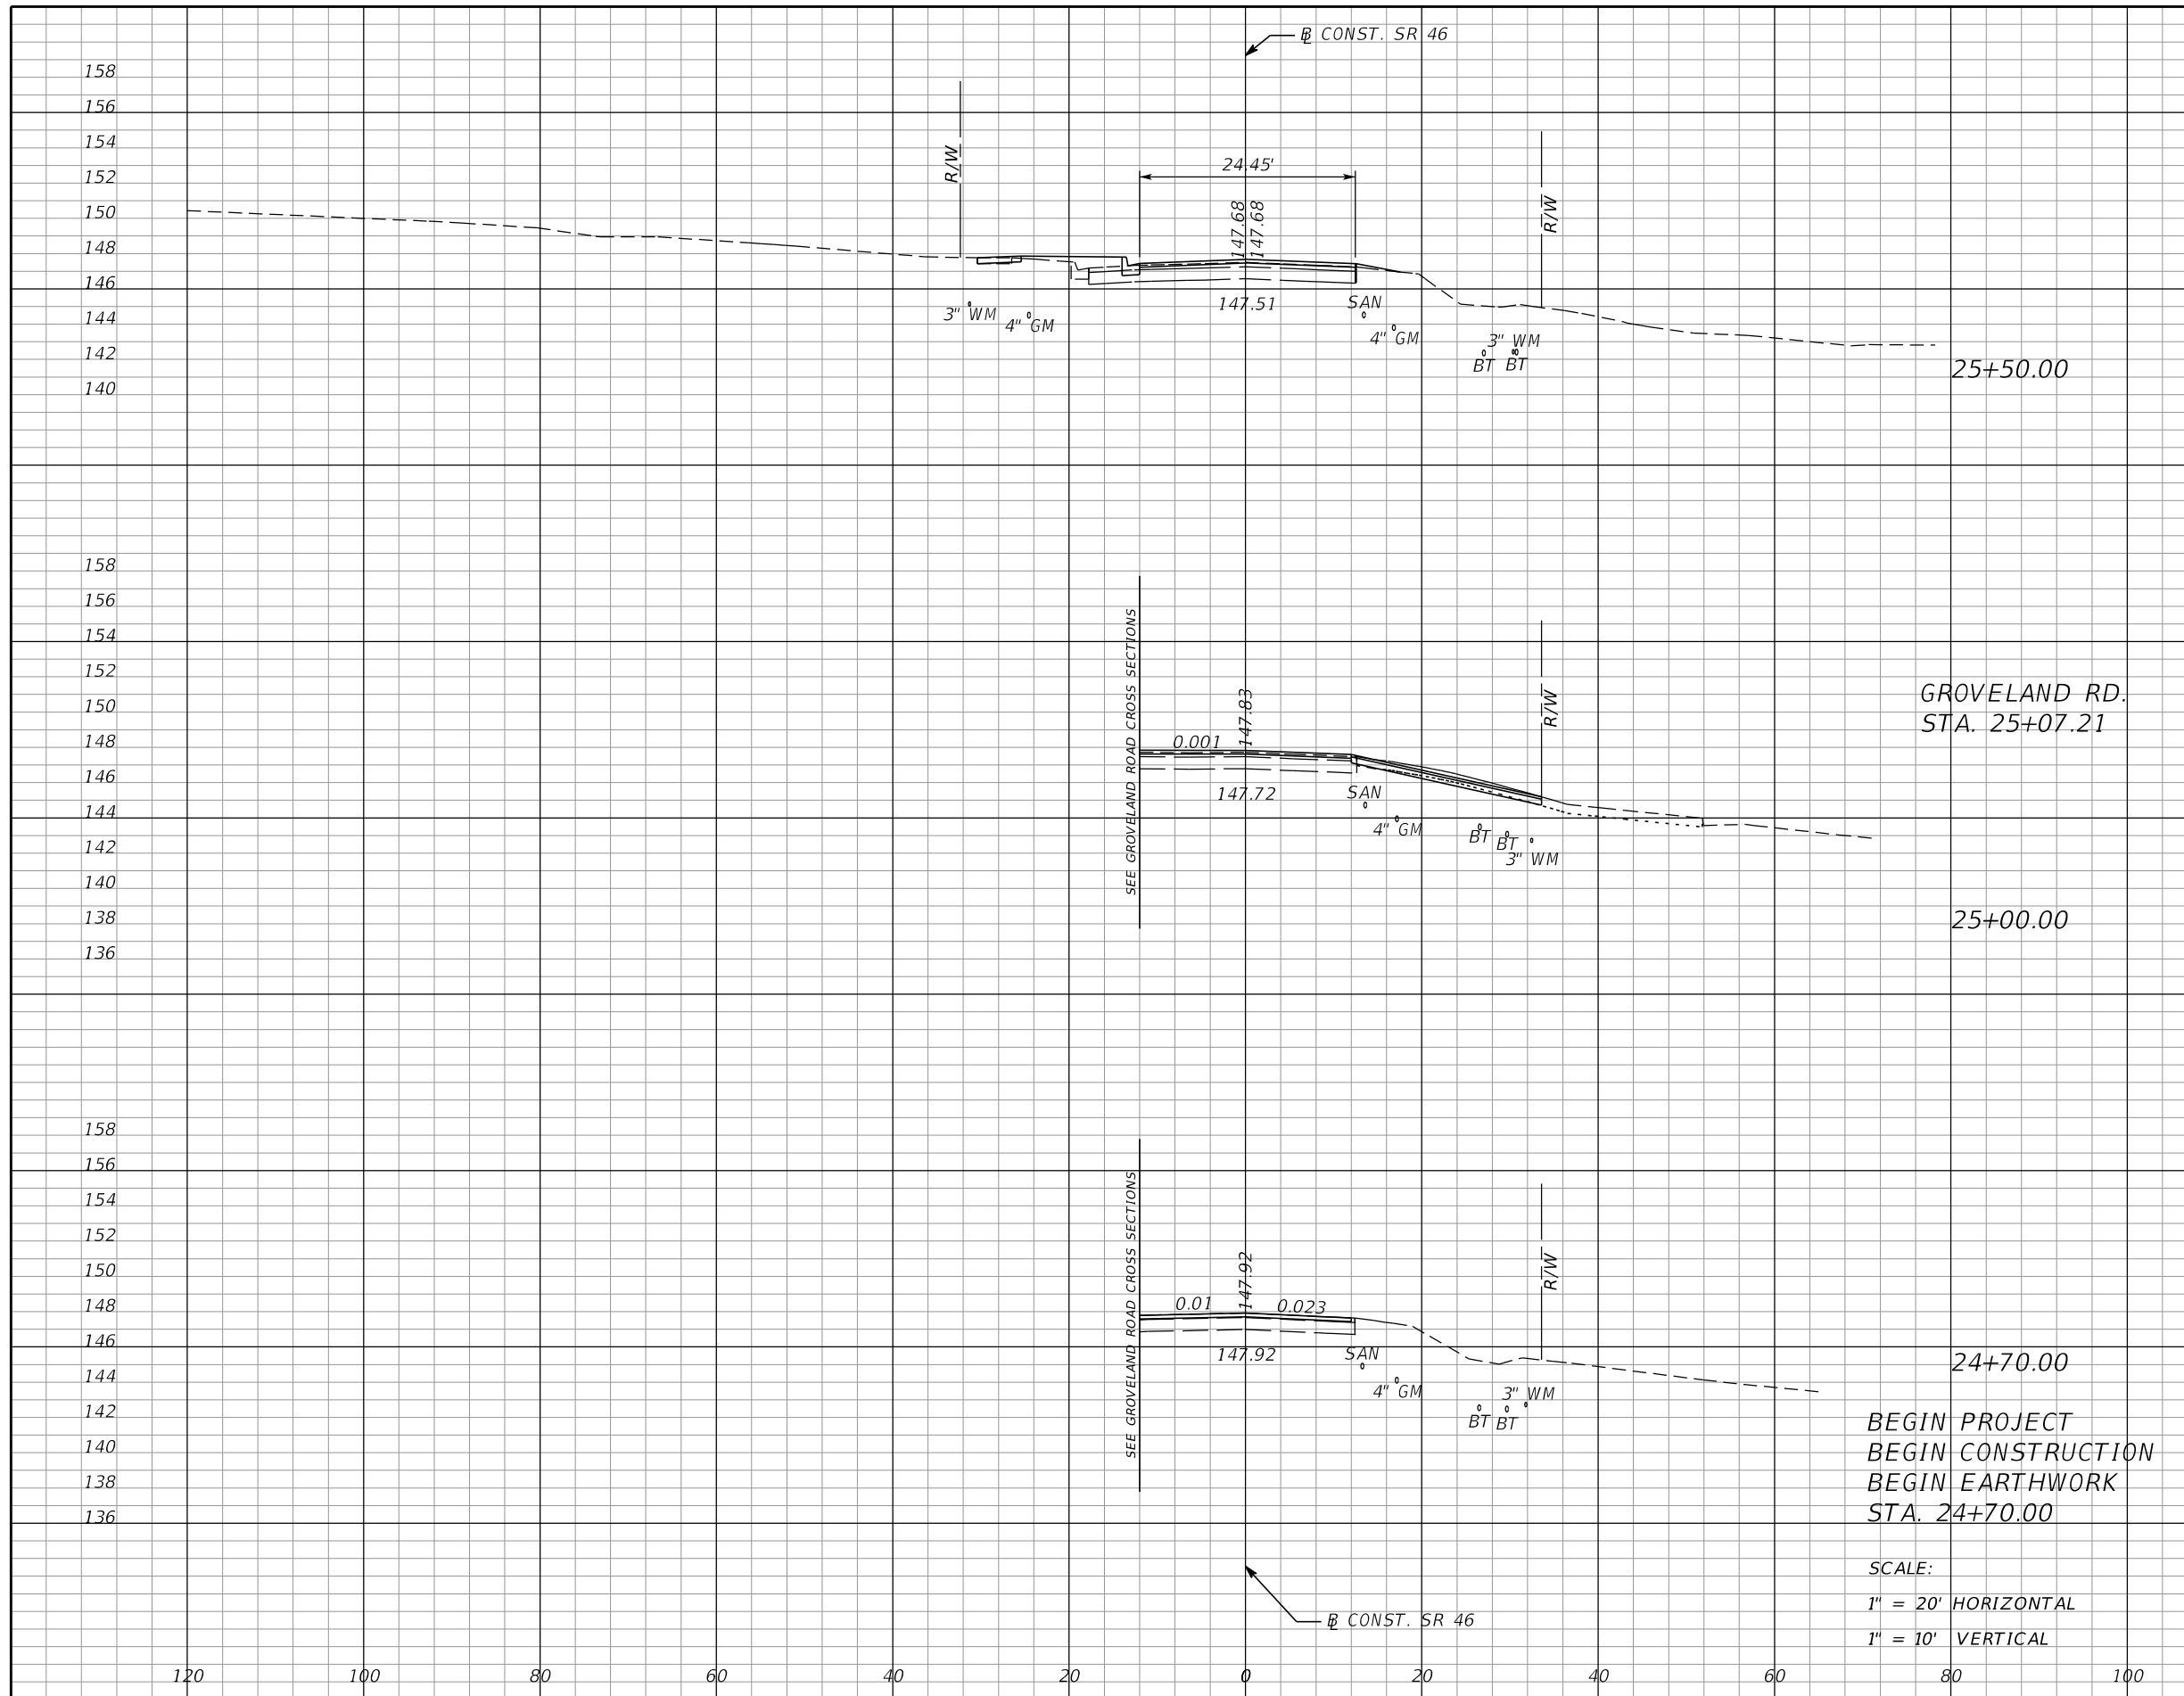 ℄ CONST. SR 46
158
156
154
152
150
148
146
144
142
140
R/W
24.45'
147.68
147.68
R/W
147.51
SAN
3" WM
4" GM
4" GM
3" WM
BT
BT
25+50.00
158
156
154
152
150
148
146
144
142
140
138
136
SEE GROVELAND ROAD CROSS SECTIONS
0.001
147.83
R/W
GROVELAND RD.
STA. 25+07.21
147.72
SAN
4" GM
BT
BT
3" WM
25+00.00
158
156
154
152
150
148
146
144
142
140
138
136
SEE GROVELAND ROAD CROSS SECTIONS
0.01
147.92
0.023
R/W
147.92
SAN
4" GM
3" WM
BT
BT
24+70.00
BEGIN PROJECT
BEGIN CONSTRUCTION
BEGIN EARTHWORK
STA. 24+70.00
SCALE:
1" = 20' HORIZONTAL
1" = 10' VERTICAL
℄ CONST. SR 46
120 100 80 60 40 20 0 20 40 60 80 100